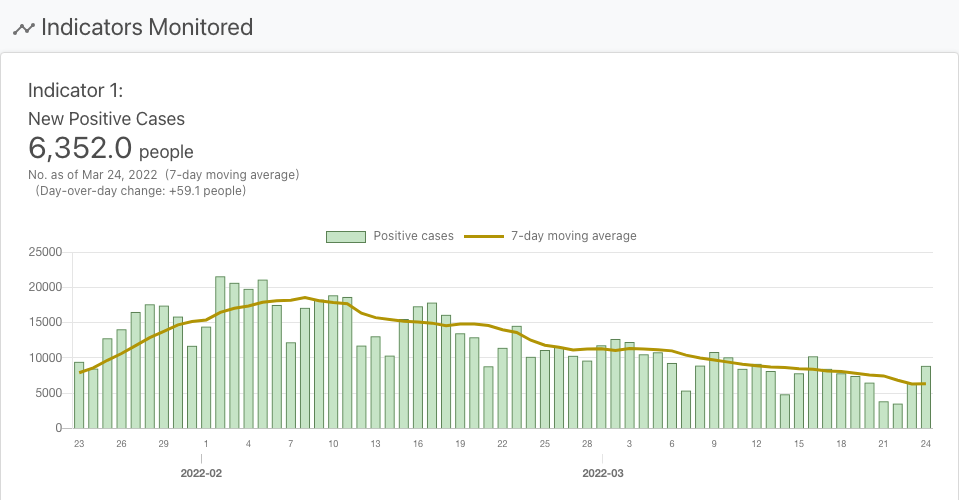 Indicators Monitored
Indicator 1:
New Positive Cases
6,352.0 people
No. as of Mar 24, 2022 (7-day moving average)
(Day-over-day change: +59.1 people)
Positive cases 7-day moving average
25000
20000
15000
10000
5000
0
23 26 29 1 4 7 10 13 16 19 22 25 28 3 6 9 12 15 18 21 24
2022-02 2022-03